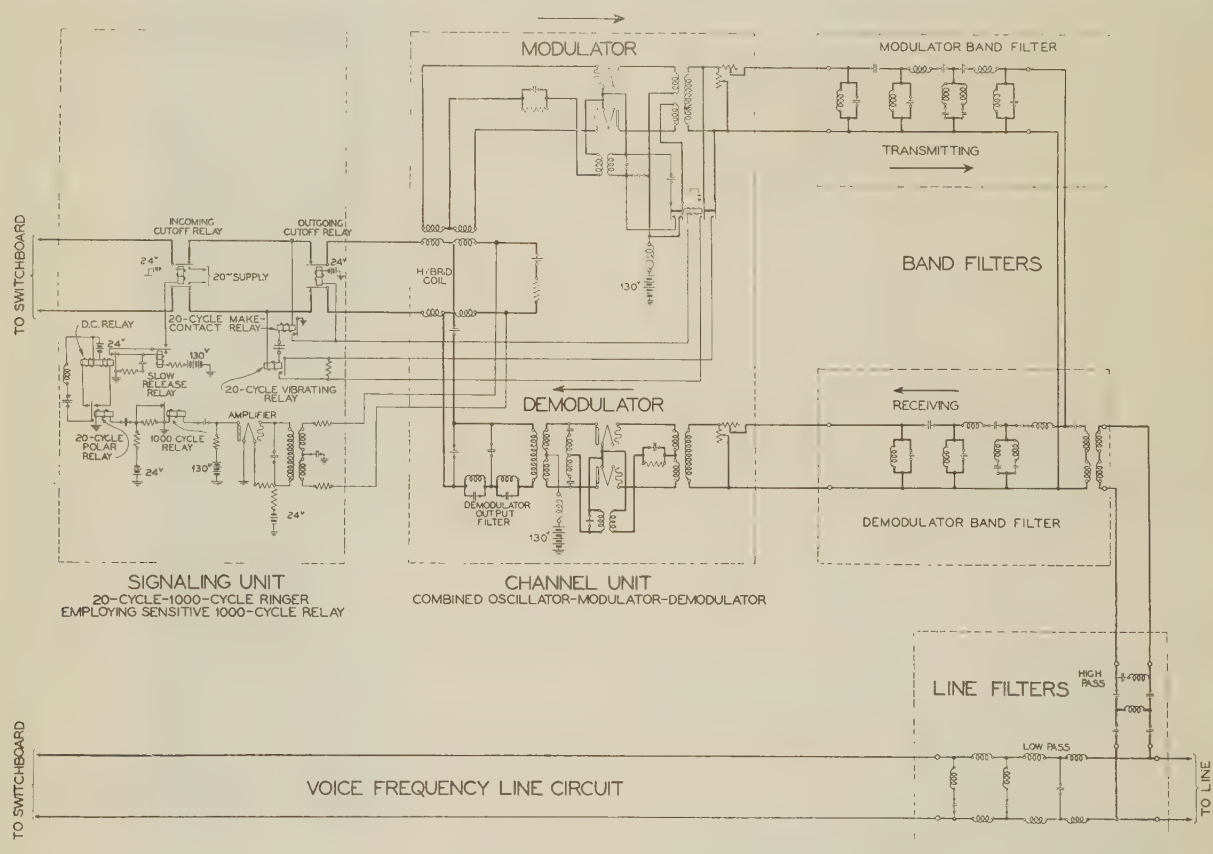 MODULATOR
MODULATOR BAND FILTER
TRANSMITTING
BAND FILTERS
TO SWITCHBOARD
INCOMING
CUTOFF RELAY
OUTGOING
CUTOFF RELAY
24V
20~SUPPLY
24V
HYBRID
COIL
130V
D.C. RELAY
20-CYCLE MAKE-
CONTACT
RELAY
24V
130V
SLOW
RELEASE
RELAY
20-CYCLE VIBRATING
RELAY
DEMODULATOR
RECEIVING
AMPLIFIER
20-CYCLE
POLAR
RELAY
1000 CYCLE
RELAY
24V
130V
24V
DEMODULATOR
OUTPUT
FILTER
130V
DEMODULATOR BAND FILTER
SIGNALING UNIT
20-CYCLE-1000-CYCLE RINGER
EMPLOYING SENSITIVE 1000-CYCLE RELAY
CHANNEL UNIT
COMBINED OSCILLATOR-MODULATOR-DEMODULATOR
LINE FILTERS
HIGH
PASS
LOW PASS
TO SWITCHBOARD
VOICE FREQUENCY LINE CIRCUIT
TO LINE